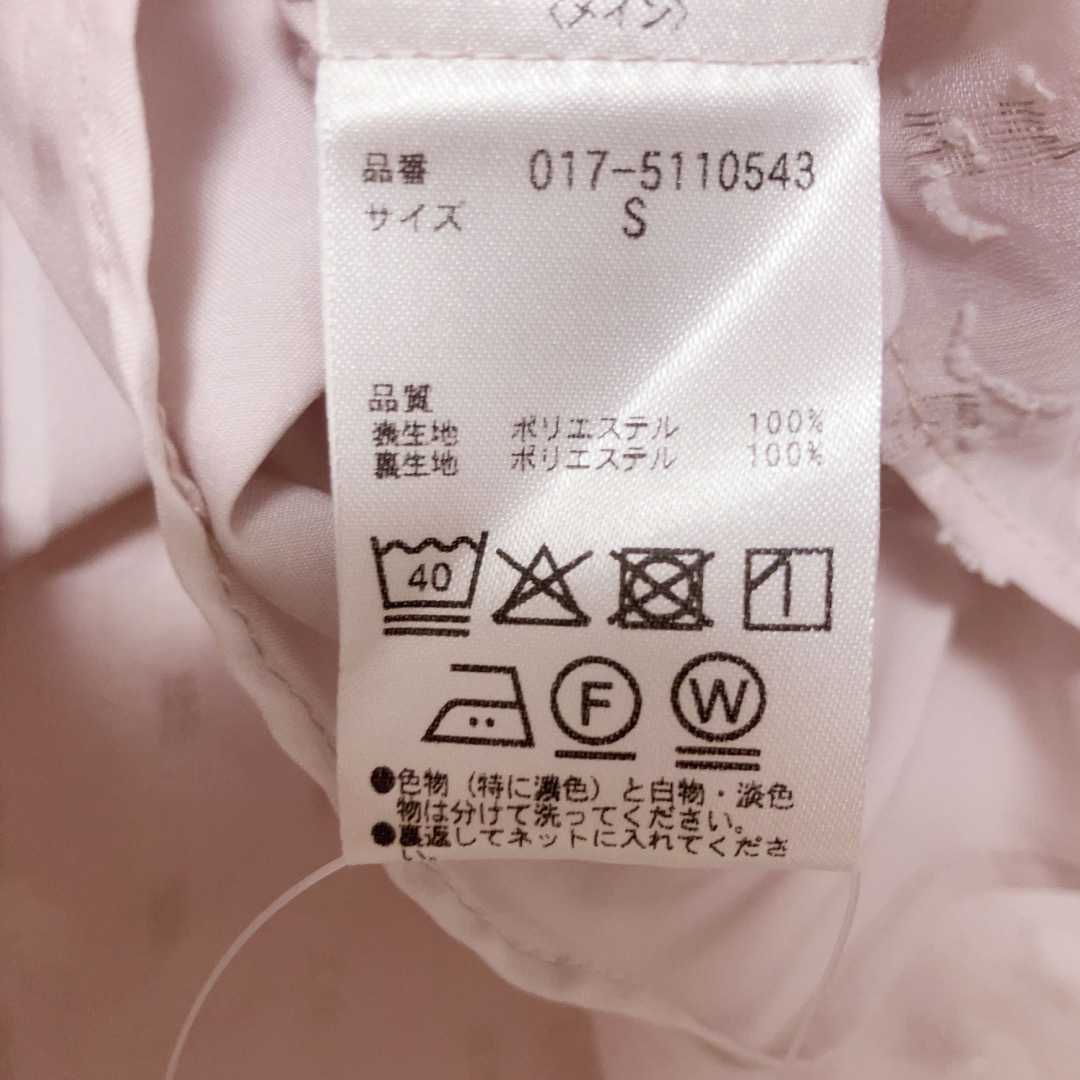 〈メイン〉
品番 017-5110543
サイズ S
品質
表生地 ポリエステル 100%
裏生地 ポリエステル 100%
40
F W
●色物（特に濃色）と白物・淡色
物は分けて洗ってください。
●裏返してネットに入れてくださ
い。